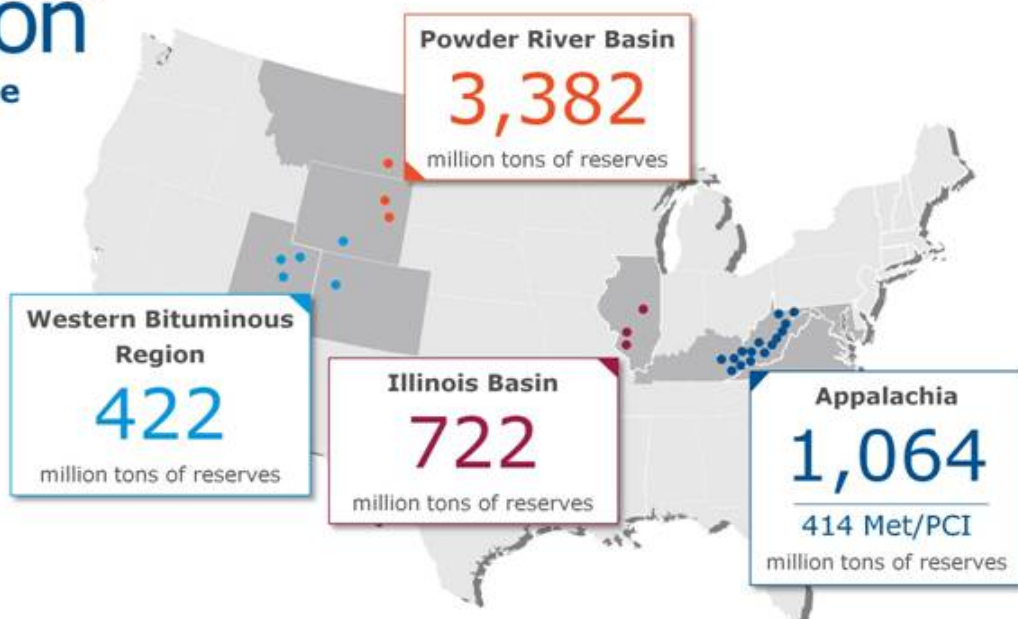 on
e
Powder River Basin
3,382
million tons of reserves
Western Bituminous
Region
422
million tons of reserves
Illinois Basin
722
million tons of reserves
Appalachia
1,064
414 Met/PCI
million tons of reserves